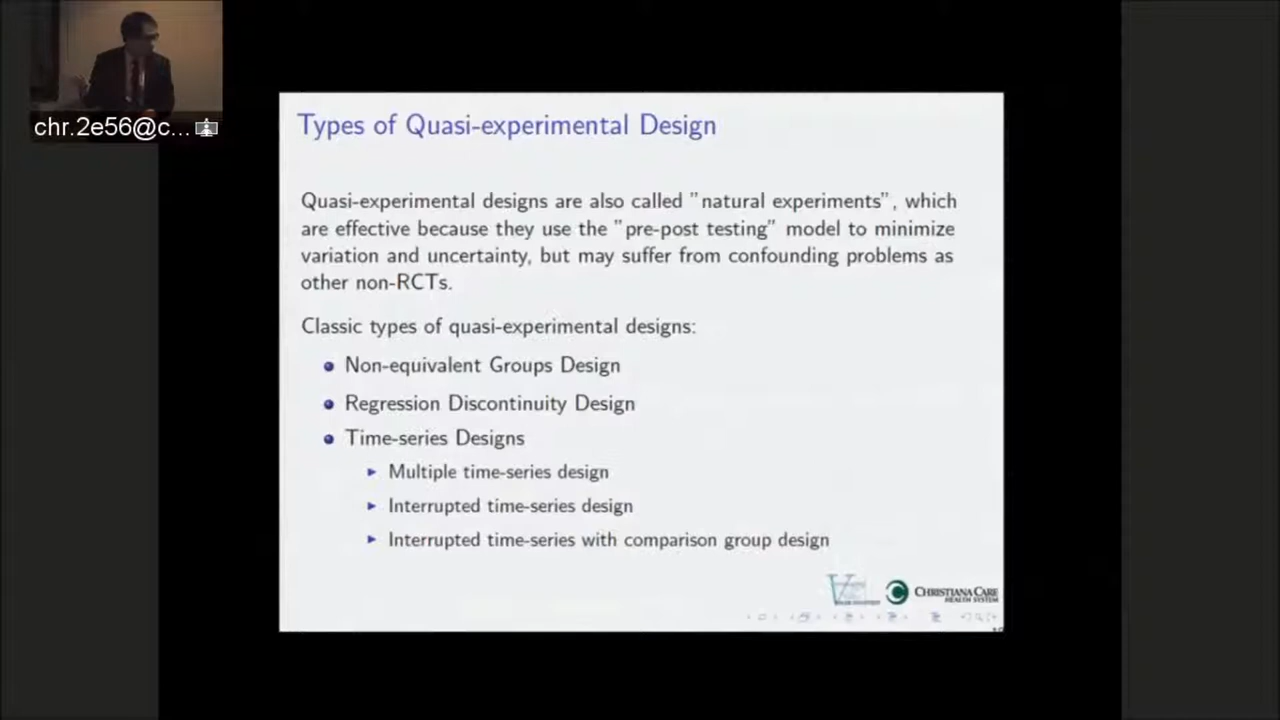 chr.2e56@c...
Types of Quasi-experimental Design
Quasi-experimental designs are also called "natural experiments", which
are effective because they use the "pre-post testing" model to minimize
variation and uncertainty, but may suffer from confounding problems as
other non-RCTs.
Classic types of quasi-experimental designs:
Non-equivalent Groups Design
Regression Discontinuity Design
Time-series Designs
Multiple time-series design
Interrupted time-series design
Interrupted time-series with comparison group design
CHRISTIANA CARE
HEALTH SYSTEM